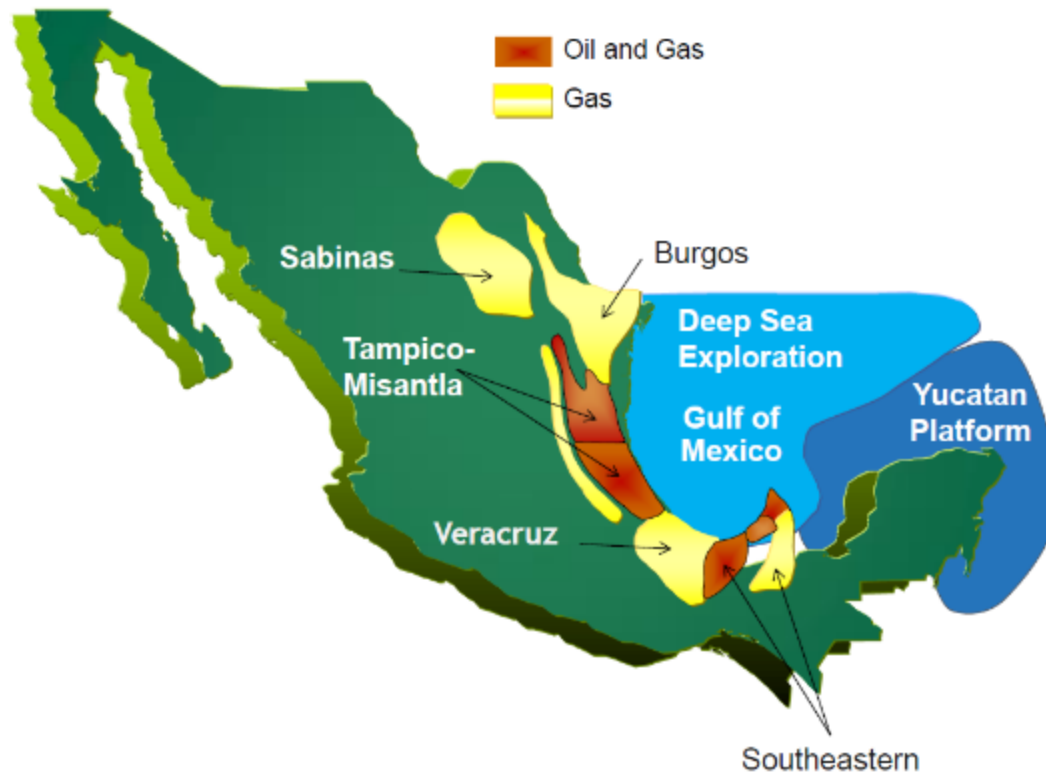 Oil and Gas
Gas
Sabinas
Burgos
Deep Sea
Exploration
Tampico-
Misantla
Yucatan
Platform
Gulf of
Mexico
Veracruz
Southeastern